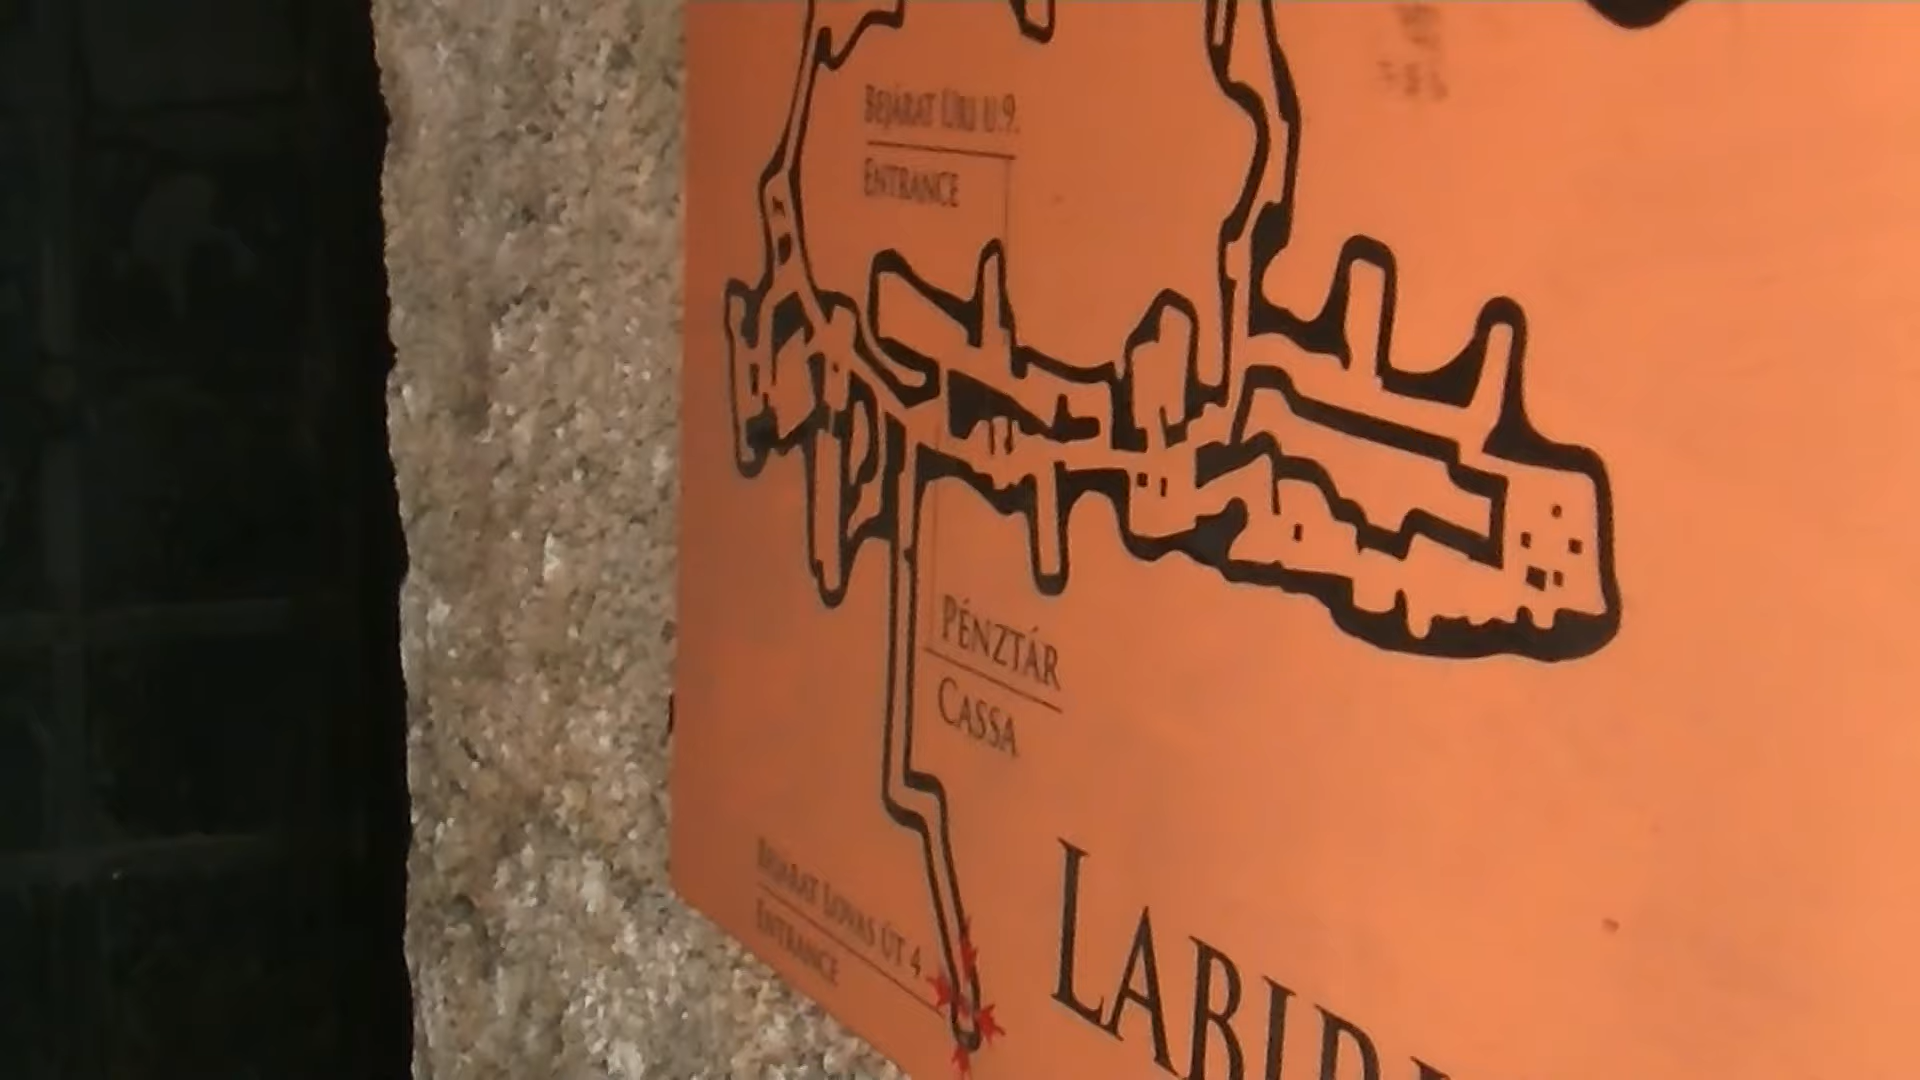 BEJÁRAT ÚRI U.9.
ENTRANCE
PÉNZTÁR
CASSA
BEJÁRAT LOVAS ÚT 4.
ENTRANCE
LABIR